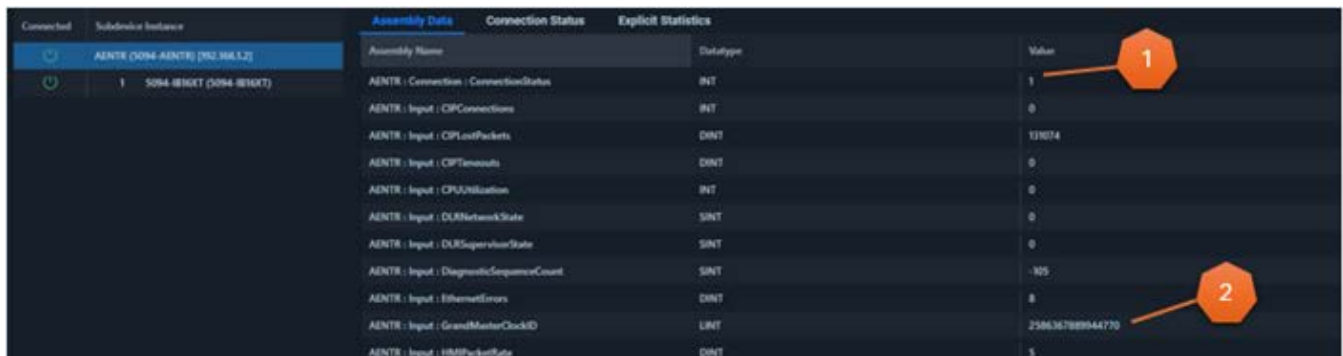 Connected Subdevice Instance Assembly Data Connection Status Explicit Statistics
AENTR (5094-AENTR) [192.168.1.2] Assembly Name Datatype Value
1 5094-IB16XT (5094-IB16XT) AENTR : Connection : ConnectionStatus INT 1
1
AENTR : Input : CIPConnections INT 0
AENTR : Input : CIPLostPackets DINT 131074
AENTR : Input : CIPTimeouts DINT 0
AENTR : Input : CPUUtilization INT 0
AENTR : Input : DLRNetworkState SINT 0
AENTR : Input : DLRSupervisorState SINT 0
AENTR : Input : DiagnosticSequenceCount SINT -105
AENTR : Input : EthernetErrors DINT 8
2
AENTR : Input : GrandMasterClockID LINT 2586367889944770
AENTR : Input : HMIPacketRate DINT 5